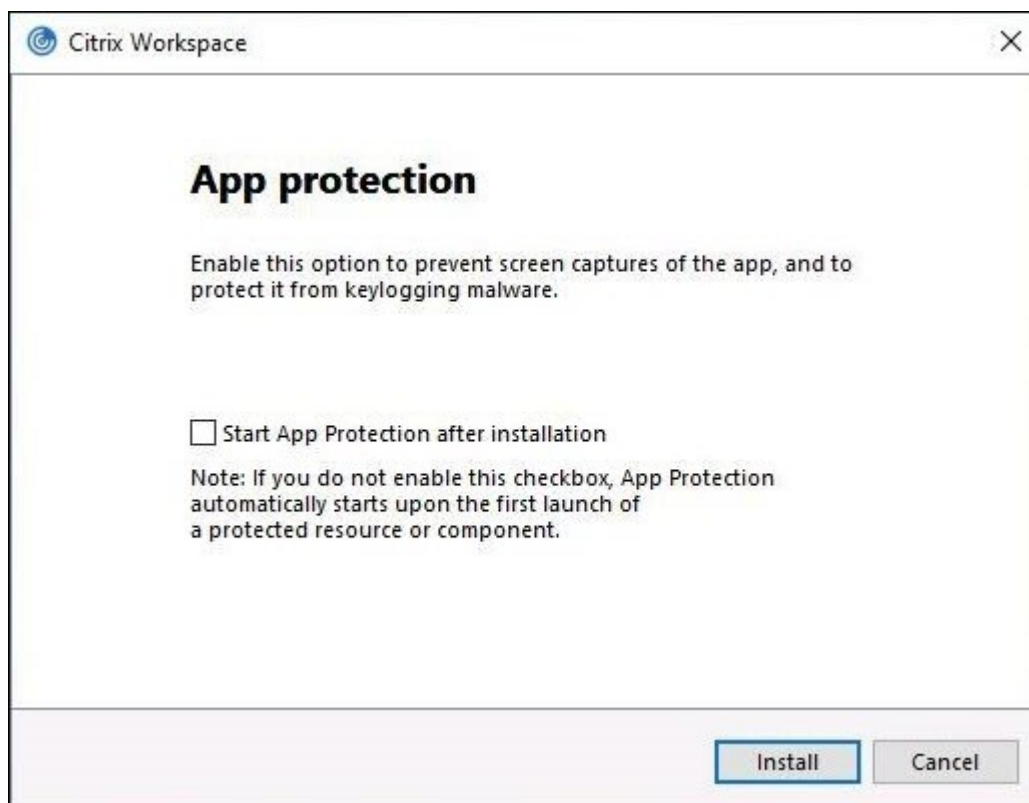 Citrix Workspace
App protection
Enable this option to prevent screen captures of the app, and to
protect it from keylogging malware.
Start App Protection after installation
Note: If you do not enable this checkbox, App Protection
automatically starts upon the first launch of
a protected resource or component.
Install
Cancel